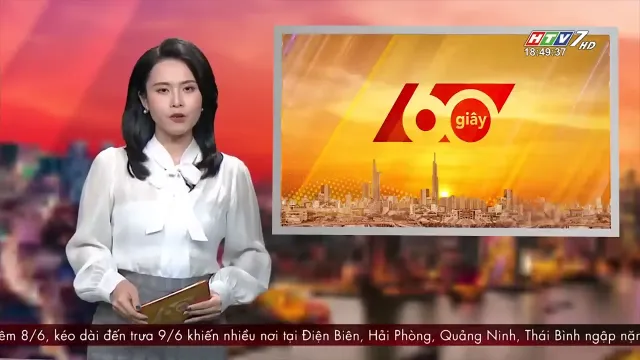 HTV7 HD
18:49:37
60 giây
êm 8/6, kéo dài đến trưa 9/6 khiến nhiều nơi tại Điện Biên, Hải Phòng, Quảng Ninh, Thái Bình ngập nặ